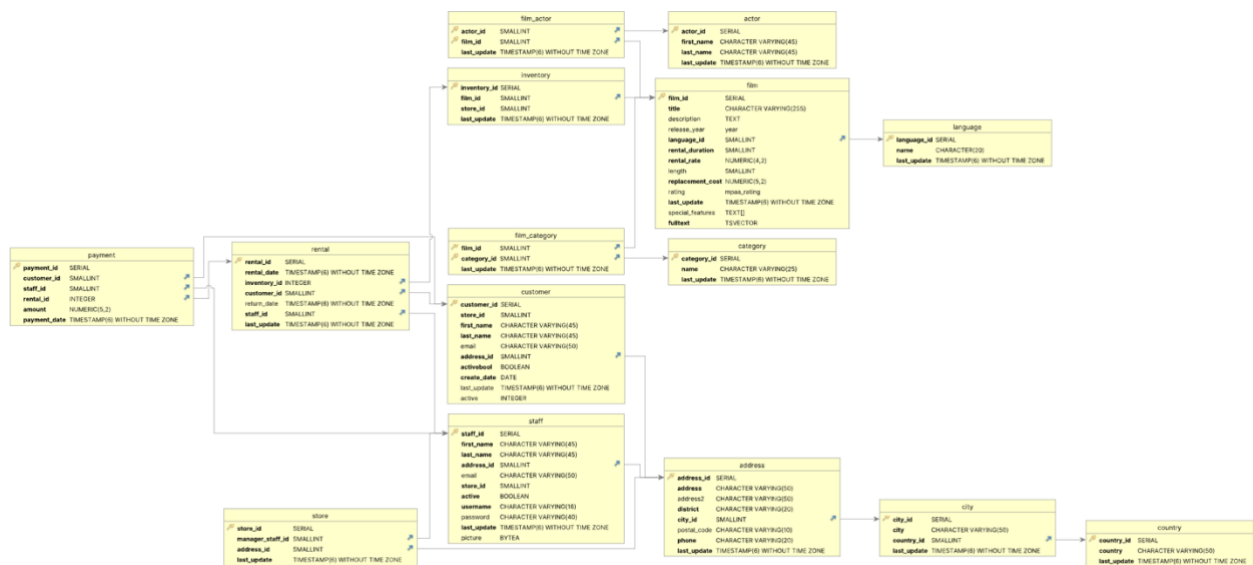 film_actor
actor_id SMALLINT
film_id SMALLINT
last_update TIMESTAMP(6) WITHOUT TIME ZONE
actor
actor_id SERIAL
first_name CHARACTER VARYING(45)
last_name CHARACTER VARYING(45)
last_update TIMESTAMP(6) WITHOUT TIME ZONE
inventory
inventory_id SERIAL
film_id SMALLINT
store_id SMALLINT
last_update TIMESTAMP(6) WITHOUT TIME ZONE
film
film_id SERIAL
title CHARACTER VARYING(255)
description TEXT
release_year year
language_id SMALLINT
rental_duration SMALLINT
rental_rate NUMERIC(4,2)
length SMALLINT
replacement_cost NUMERIC(5,2)
rating mpaa_rating
last_update TIMESTAMP(6) WITHOUT TIME ZONE
special_features TEXT[]
fulltext TSVECTOR
language
language_id SERIAL
name CHARACTER(20)
last_update TIMESTAMP(6) WITHOUT TIME ZONE
film_category
film_id SMALLINT
category_id SMALLINT
last_update TIMESTAMP(6) WITHOUT TIME ZONE
category
category_id SERIAL
name CHARACTER VARYING(25)
last_update TIMESTAMP(6) WITHOUT TIME ZONE
payment
payment_id SERIAL
customer_id SMALLINT
staff_id SMALLINT
rental_id INTEGER
amount NUMERIC(5,2)
payment_date TIMESTAMP(6) WITHOUT TIME ZONE
rental
rental_id SERIAL
rental_date TIMESTAMP(6) WITHOUT TIME ZONE
inventory_id INTEGER
customer_id SMALLINT
return_date TIMESTAMP(6) WITHOUT TIME ZONE
staff_id SMALLINT
last_update TIMESTAMP(6) WITHOUT TIME ZONE
customer
customer_id SERIAL
store_id SMALLINT
first_name CHARACTER VARYING(45)
last_name CHARACTER VARYING(45)
email CHARACTER VARYING(50)
address_id SMALLINT
activebool BOOLEAN
create_date DATE
last_update TIMESTAMP(6) WITHOUT TIME ZONE
active INTEGER
staff
staff_id SERIAL
first_name CHARACTER VARYING(45)
last_name CHARACTER VARYING(45)
address_id SMALLINT
email CHARACTER VARYING(50)
store_id SMALLINT
active BOOLEAN
username CHARACTER VARYING(16)
password CHARACTER VARYING(40)
last_update TIMESTAMP(6) WITHOUT TIME ZONE
picture BYTEA
store
store_id SERIAL
manager_staff_id SMALLINT
address_id SMALLINT
last_update TIMESTAMP(6) WITHOUT TIME ZONE
address
address_id SERIAL
address CHARACTER VARYING(50)
address2 CHARACTER VARYING(50)
district CHARACTER VARYING(20)
city_id SMALLINT
postal_code CHARACTER VARYING(10)
phone CHARACTER VARYING(20)
last_update TIMESTAMP(6) WITHOUT TIME ZONE
city
city_id SERIAL
city CHARACTER VARYING(50)
country_id SMALLINT
last_update TIMESTAMP(6) WITHOUT TIME ZONE
country
country_id SERIAL
country CHARACTER VARYING(50)
last_update TIMESTAMP(6) WITHOUT TIME ZONE